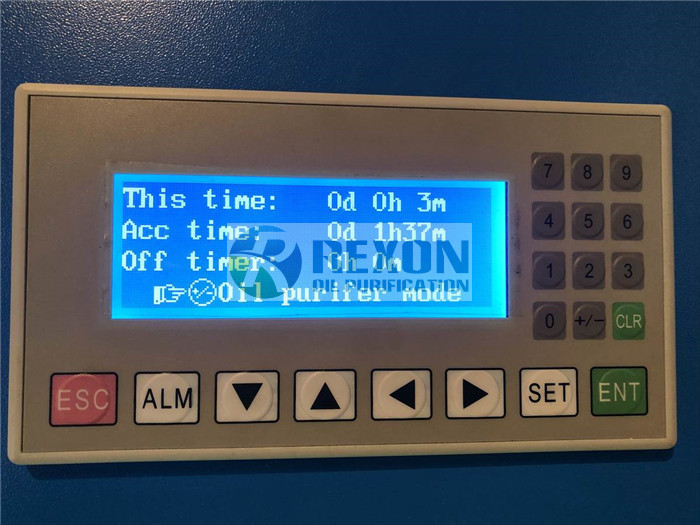 This time: 0d 0h 3m
Acc time: 0d 1h37m
Off timer: 0h 0m
Oil purifer mode
REYON
OIL PURIFICATION
7 8 9
4 5 6
1 2 3
0 +/- CLR
ESC ALM SET ENT